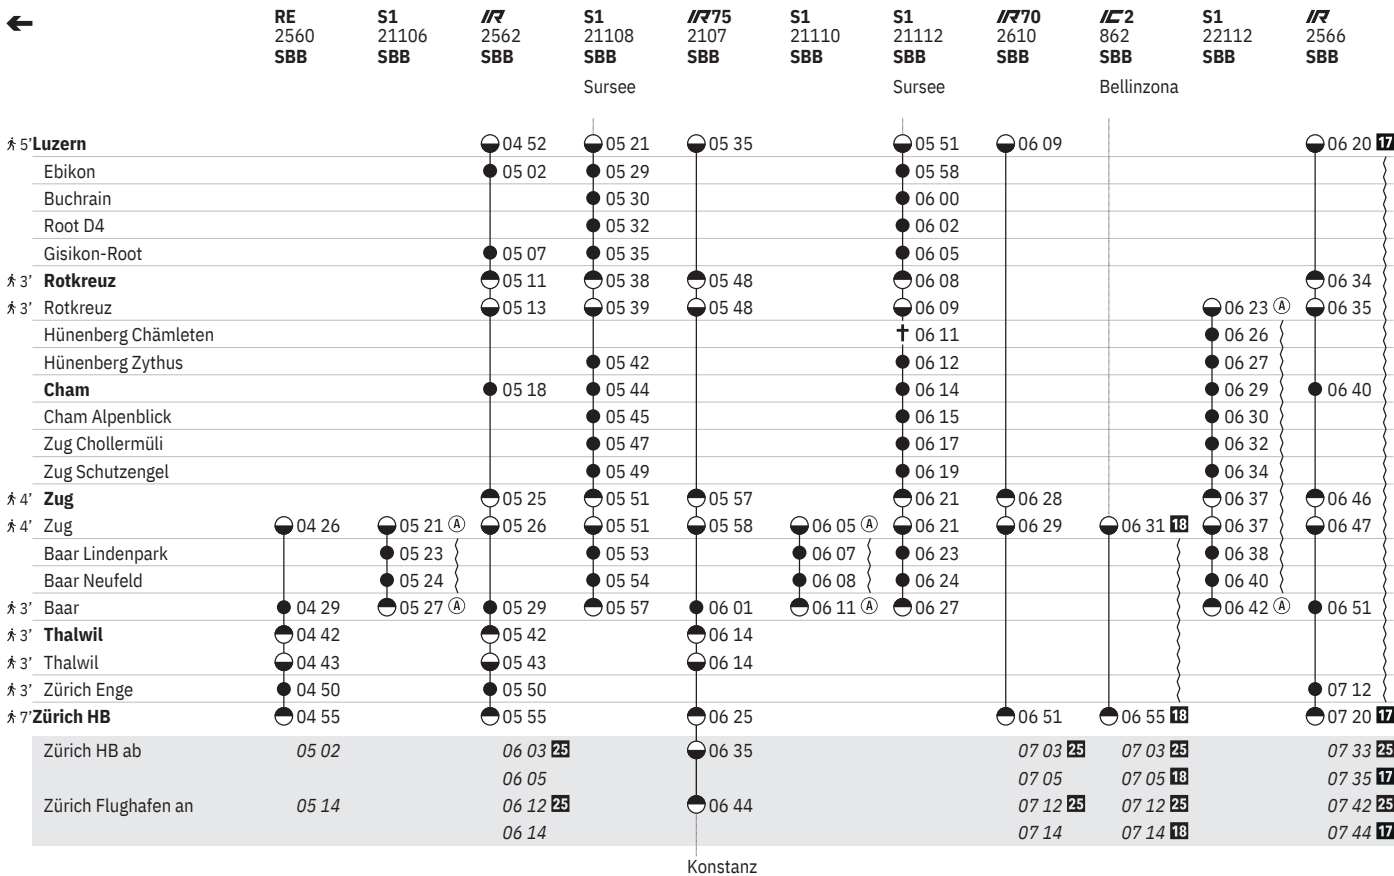 RE S1 IR S1 IR75 S1 S1 IR70 IC2 S1 IR
2560 21106 2562 21108 2107 21110 21112 2610 862 22112 2566
SBB SBB SBB SBB SBB SBB SBB SBB SBB SBB SBB
Sursee Sursee Bellinzona
5' Luzern 04 52 05 21 05 35 05 51 06 09 06 20 17
Ebikon 05 02 05 29 05 58
Buchrain 05 30 06 00
Root D4 05 32 06 02
Gisikon-Root 05 07 05 35 06 05
3' Rotkreuz 05 11 05 38 05 48 06 08 06 34
3' Rotkreuz 05 13 05 39 05 48 06 09 06 23 A 06 35
Hünenberg Chämleten 06 11 06 26
Hünenberg Zythus 05 42 06 12 06 27
Cham 05 18 05 44 06 14 06 29 06 40
Cham Alpenblick 05 45 06 15 06 30
Zug Chollermüli 05 47 06 17 06 32
Zug Schutzengel 05 49 06 19 06 34
4' Zug 05 25 05 51 05 57 06 21 06 28 06 37 06 46
4' Zug 04 26 05 21 A 05 26 05 51 05 58 06 05 A 06 21 06 29 06 31 18 06 37 06 47
Baar Lindenpark 05 23 05 53 06 07 06 23 06 38
Baar Neufeld 05 24 05 54 06 08 06 24 06 40
3' Baar 04 29 05 27 A 05 29 05 57 06 01 06 11 A 06 27 06 42 A 06 51
3' Thalwil 04 42 05 42 06 14
3' Thalwil 04 43 05 43 06 14
3' Zürich Enge 04 50 05 50 07 12
7' Zürich HB 04 55 05 55 06 25 06 51 06 55 18 07 20 17
Zürich HB ab 05 02 06 03 25 06 35 07 03 25 07 03 25 07 33 25
06 05 07 05 07 05 18 07 35 17
Zürich Flughafen an 05 14 06 12 25 06 44 07 12 25 07 12 25 07 42 25
06 14 07 14 07 14 18 07 44 17
Konstanz